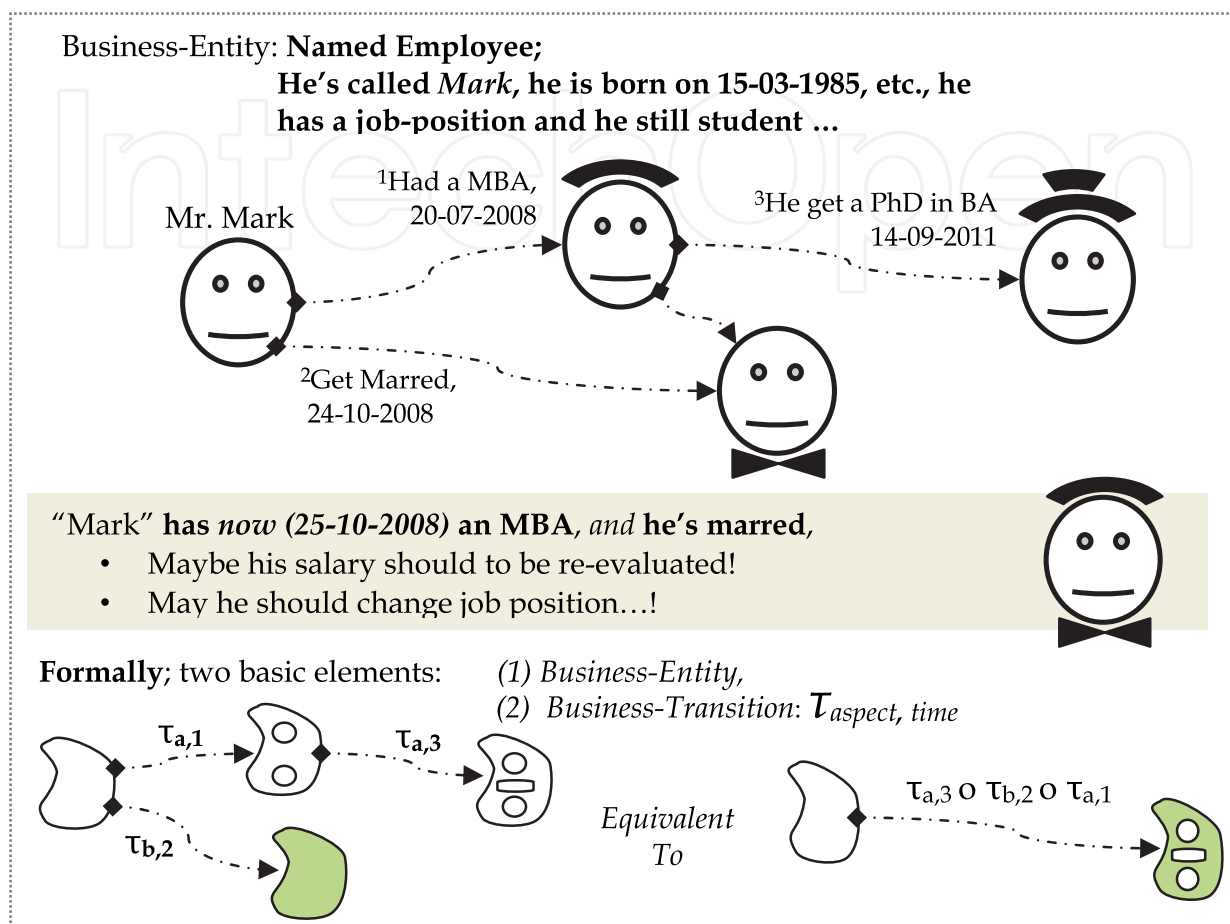 Business-Entity: Named Employee;
He's called Mark, he is born on 15-03-1985, etc., he
has a job-position and he still student …
IntechOpen
Mr. Mark
¹Had a MBA,
20-07-2008
³He get a PhD in BA
14-09-2011
²Get Marred,
24-10-2008
"Mark" has now (25-10-2008) an MBA, and he's marred,
• Maybe his salary should to be re-evaluated!
• May he should change job position…!
Formally; two basic elements: (1) Business-Entity,
(2) Business-Transition: τaspect, time
τa,1
τa,3
τb,2
Equivalent
To
τa,3 o τb,2 o τa,1